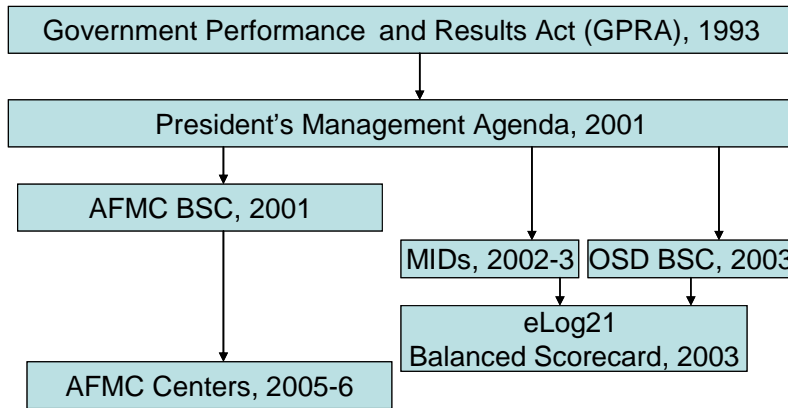 Government Performance and Results Act (GPRA), 1993
President's Management Agenda, 2001
AFMC BSC, 2001
MIDs, 2002-3
OSD BSC, 2003
eLog21
Balanced Scorecard, 2003
AFMC Centers, 2005-6